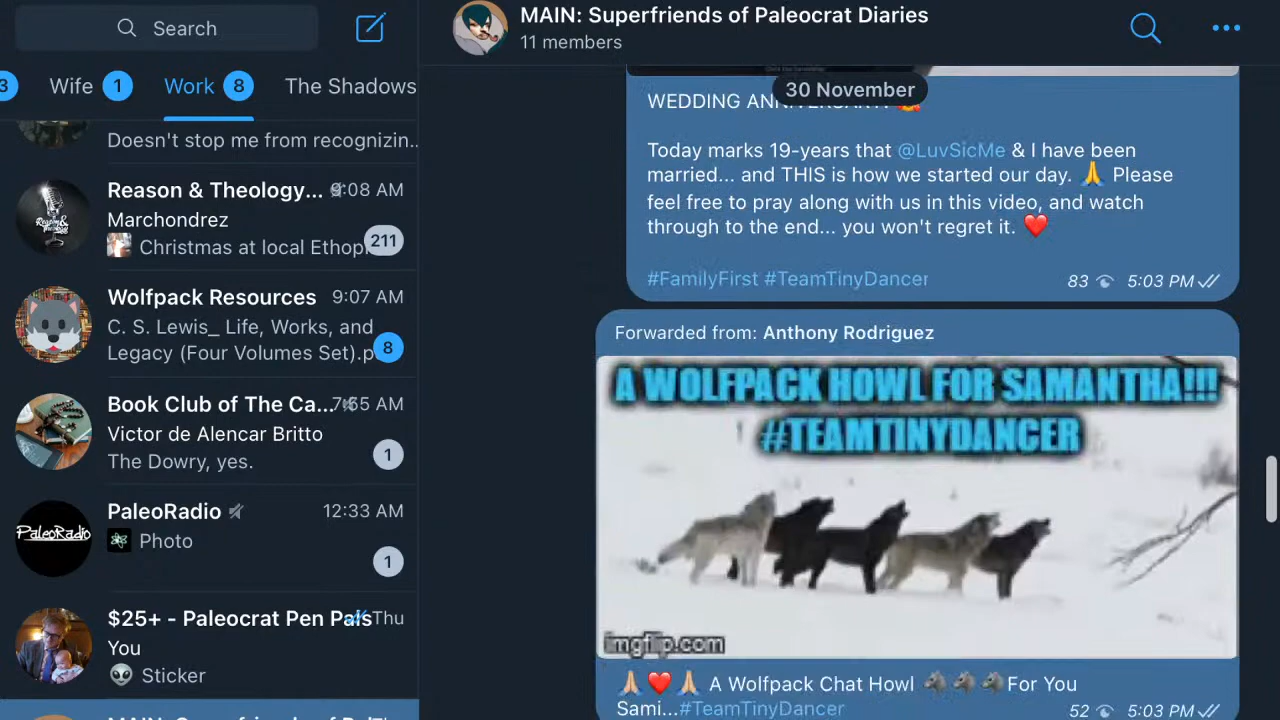 Search
MAIN: Superfriends of Paleocrat Diaries
11 members
3
Wife 1
Work 8
The Shadows
Doesn't stop me from recognizin..
Reason & Theology... 9:08 AM
Marchondrez
Christmas at local Ethop
211
Wolfpack Resources 9:07 AM
C. S. Lewis_ Life, Works, and
Legacy (Four Volumes Set).p
8
Book Club of The Ca... AM
Victor de Alencar Britto
The Dowry, yes.
1
PaleoRadio 12:33 AM
PaleoRadio
Photo
1
$25+ - Paleocrat Pen Pals Thu
You
Sticker
30 November
WEDDING ANNIVERSARY!
Today marks 19-years that @LuvSicMe & I have been
married... and THIS is how we started our day. 🙏 Please
feel free to pray along with us in this video, and watch
through to the end... you won't regret it. ❤️
#FamilyFirst #TeamTinyDancer
83 5:03 PM
Forwarded from: Anthony Rodriguez
A WOLFPACK HOWL FOR SAMANTHA!!!
#TEAMTINYDANCER
imgflip.com
🙏🏼❤️🙏🏼 A Wolfpack Chat Howl 🐺🐺🐺For You
Sami...#TeamTinyDancer
52 5:03 PM